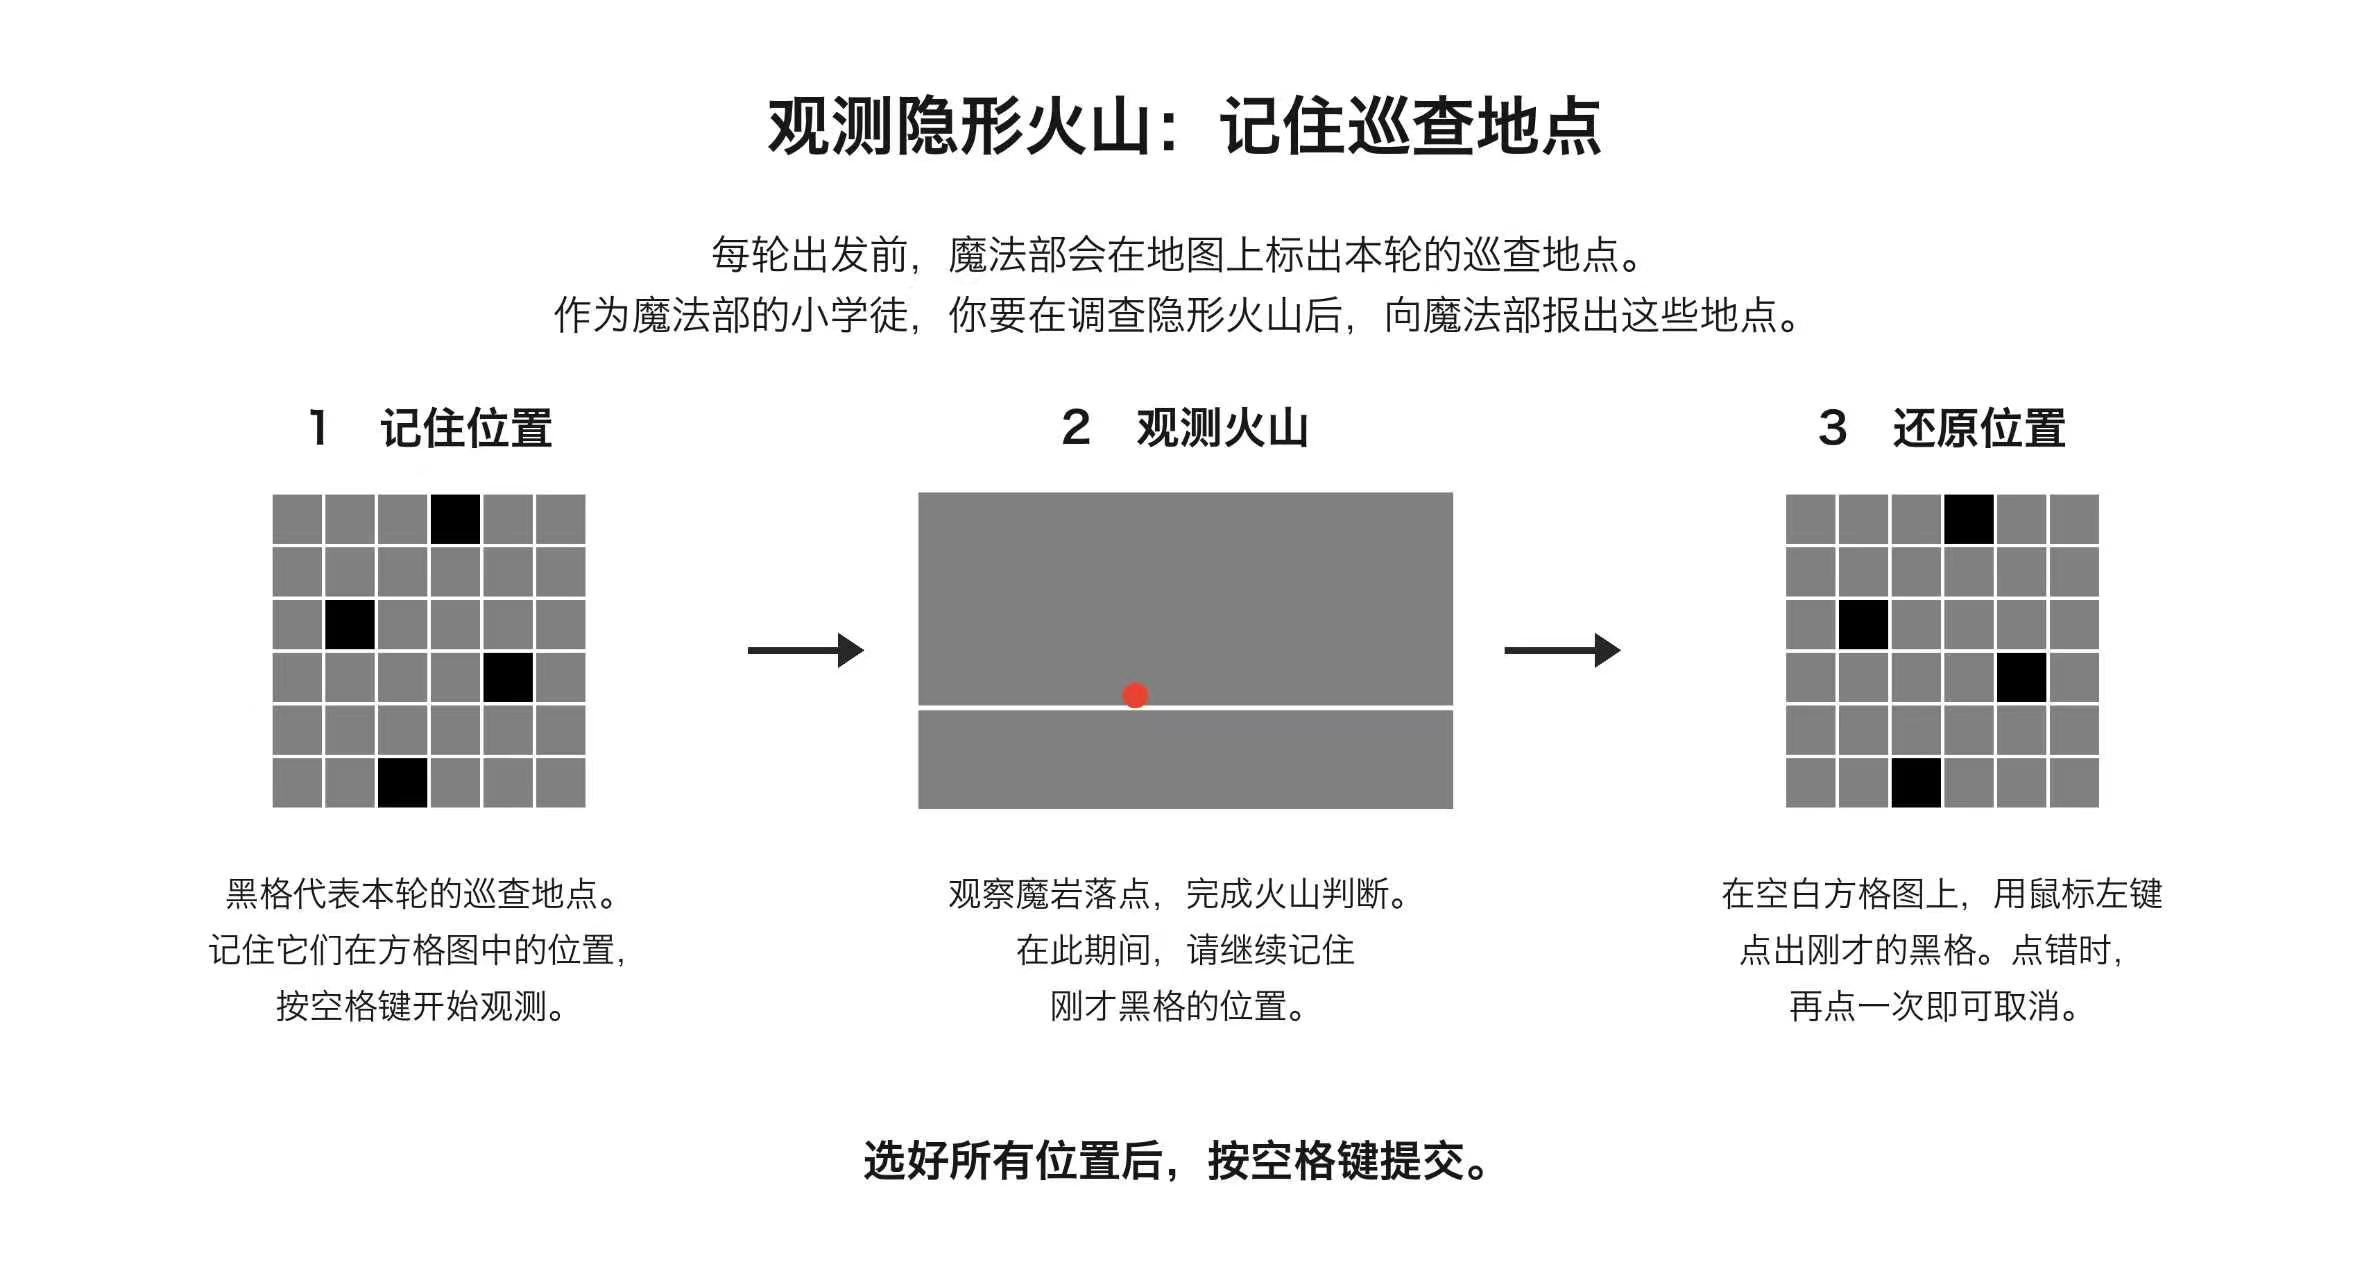 观测隐形火山：记住巡查地点
每轮出发前，魔法部会在地图上标出本轮的巡查地点。
作为魔法部的小学徒，你要在调查隐形火山后，向魔法部报出这些地点。
1 记住位置
黑格代表本轮的巡查地点。
记住它们在方格图中的位置，
按空格键开始观测。
2 观测火山
观察魔岩落点，完成火山判断。
在此期间，请继续记住
刚才黑格的位置。
3 还原位置
在空白方格图上，用鼠标左键
点出刚才的黑格。点错时，
再点一次即可取消。
选好所有位置后，按空格键提交。